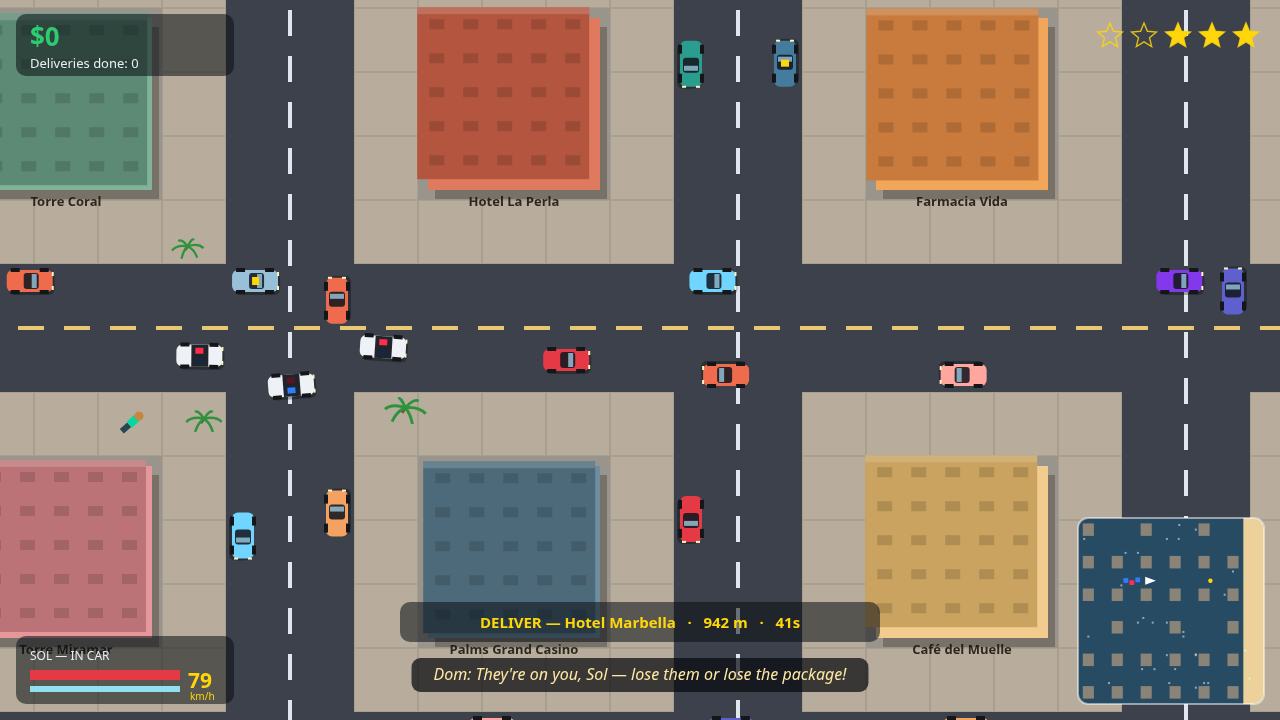 $0
Deliveries done: 0
Torre Coral
Hotel La Perla
Farmacia Vida
DELIVER — Hotel Marbella · 942 m · 41s
Torre Miramar
Palms Grand Casino
Café del Muelle
SOL — IN CAR
79
km/h
Dom: They're on you, Sol — lose them or lose the package!